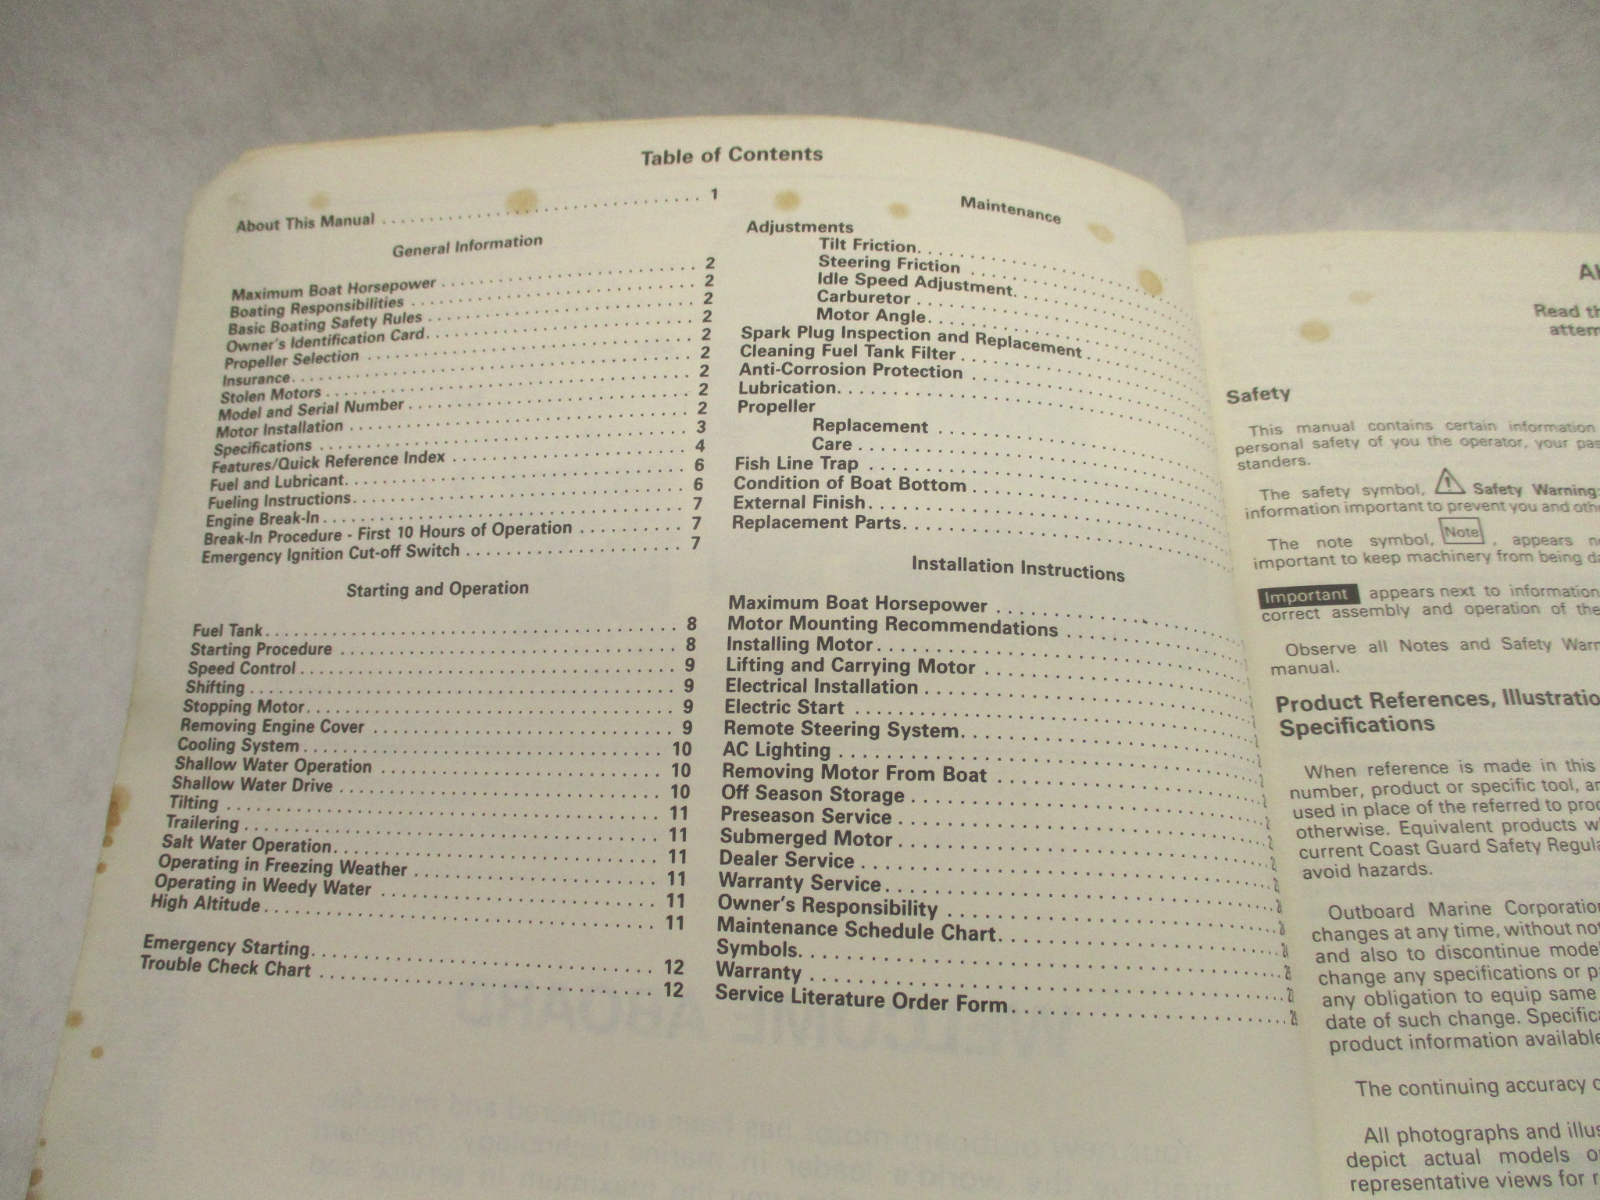 Table of Contents
About This Manual . . . . . . . . . . . . . . . . . . . . . . . . . . 1
General Information
Maximum Boat Horsepower . . . . . . . . . . . . . . . . . . . . 2
Boating Responsibilities . . . . . . . . . . . . . . . . . . . . 2
Basic Boating Safety Rules . . . . . . . . . . . . . . . . . . . . 2
Owner's Identification Card . . . . . . . . . . . . . . . . . . . . 2
Propeller Selection . . . . . . . . . . . . . . . . . . . . 2
Insurance . . . . . . . . . . . . . . . . . . . . 2
Stolen Motors . . . . . . . . . . . . . . . . . . . . 2
Model and Serial Number . . . . . . . . . . . . . . . . . . . . 2
Motor Installation . . . . . . . . . . . . . . . . . . . . 2
Specifications . . . . . . . . . . . . . . . . . . . . 3
Features/Quick Reference Index . . . . . . . . . . . . . . . . . . . . 4
Fuel and Lubricant . . . . . . . . . . . . . . . . . . . . 6
Fueling Instructions . . . . . . . . . . . . . . . . . . . . 6
Engine Break-In . . . . . . . . . . . . . . . . . . . . 7
Break-In Procedure - First 10 Hours of Operation . . . . . . . . . . 7
Emergency Ignition Cut-off Switch . . . . . . . . . . . . . . . . . . . . 7
Starting and Operation
Fuel Tank . . . . . . . . . . . . . . . . . . . . 8
Starting Procedure . . . . . . . . . . . . . . . . . . . . 8
Speed Control . . . . . . . . . . . . . . . . . . . . 9
Shifting . . . . . . . . . . . . . . . . . . . . 9
Stopping Motor . . . . . . . . . . . . . . . . . . . . 9
Removing Engine Cover . . . . . . . . . . . . . . . . . . . . 9
Cooling System . . . . . . . . . . . . . . . . . . . . 10
Shallow Water Operation . . . . . . . . . . . . . . . . . . . . 10
Shallow Water Drive . . . . . . . . . . . . . . . . . . . . 10
Tilting . . . . . . . . . . . . . . . . . . . . 11
Trailering . . . . . . . . . . . . . . . . . . . . 11
Salt Water Operation . . . . . . . . . . . . . . . . . . . . 11
Operating in Freezing Weather . . . . . . . . . . . . . . . . . . . . 11
Operating in Weedy Water . . . . . . . . . . . . . . . . . . . . 11
High Altitude . . . . . . . . . . . . . . . . . . . . 11
Emergency Starting . . . . . . . . . . . . . . . . . . . . 12
Trouble Check Chart . . . . . . . . . . . . . . . . . . . . 12
Maintenance
Adjustments
Tilt Friction . . . . . . . . . . . . . . . . . . . .
Steering Friction . . . . . . . . . . . . . . . . . . . .
Idle Speed Adjustment . . . . . . . . . . . . . . . . . . . .
Carburetor . . . . . . . . . . . . . . . . . . . .
Motor Angle . . . . . . . . . . . . . . . . . . . .
Spark Plug Inspection and Replacement . . . . . . . . . .
Cleaning Fuel Tank Filter . . . . . . . . . . . . . . . . . . . .
Anti-Corrosion Protection . . . . . . . . . . . . . . . . . . . .
Lubrication . . . . . . . . . . . . . . . . . . . .
Propeller
Replacement . . . . . . . . . . . . . . . . . . . .
Care . . . . . . . . . . . . . . . . . . . .
Fish Line Trap . . . . . . . . . . . . . . . . . . . .
Condition of Boat Bottom . . . . . . . . . . . . . . . . . . . .
External Finish . . . . . . . . . . . . . . . . . . . .
Replacement Parts . . . . . . . . . . . . . . . . . . . .
Installation Instructions
Maximum Boat Horsepower . . . . . . . . . . . . . . . . . . . .
Motor Mounting Recommendations . . . . . . . . . . . . . . .
Installing Motor . . . . . . . . . . . . . . . . . . . .
Lifting and Carrying Motor . . . . . . . . . . . . . . . . . . . .
Electrical Installation . . . . . . . . . . . . . . . . . . . .
Electric Start . . . . . . . . . . . . . . . . . . . .
Remote Steering System . . . . . . . . . . . . . . . . . . . .
AC Lighting . . . . . . . . . . . . . . . . . . . .
Removing Motor From Boat . . . . . . . . . . . . . . . . . . . .
Off Season Storage . . . . . . . . . . . . . . . . . . . .
Preseason Service . . . . . . . . . . . . . . . . . . . .
Submerged Motor . . . . . . . . . . . . . . . . . . . .
Dealer Service . . . . . . . . . . . . . . . . . . . .
Warranty Service . . . . . . . . . . . . . . . . . . . .
Owner's Responsibility . . . . . . . . . . . . . . . . . . . .
Maintenance Schedule Chart . . . . . . . . . . . . . . . . . . . .
Symbols . . . . . . . . . . . . . . . . . . . .
Warranty . . . . . . . . . . . . . . . . . . . .
Service Literature Order Form . . . . . . . . . . . . . . . . . . . .
Read
Safety
This manual contains certain information
personal safety of you the operator, your
standers.
The safety symbol, ⚠ Safety Warning:
information important to prevent you and
The note symbol, Note , appears
important to keep machinery from being
Important appears next to information
correct assembly and operation of the
Observe all Notes and Safety
manual.
Product References,
Specifications
When reference is made in this
number, product or specific tool,
used in place of the referred to
otherwise. Equivalent products
current Coast Guard Safety
avoid hazards.
Outboard Marine
changes at any time, without
and also to discontinue
change any specifications or
any obligation to equip same
date of such change.
product information available
The continuing accuracy
All photographs and
depict actual models
representative views for